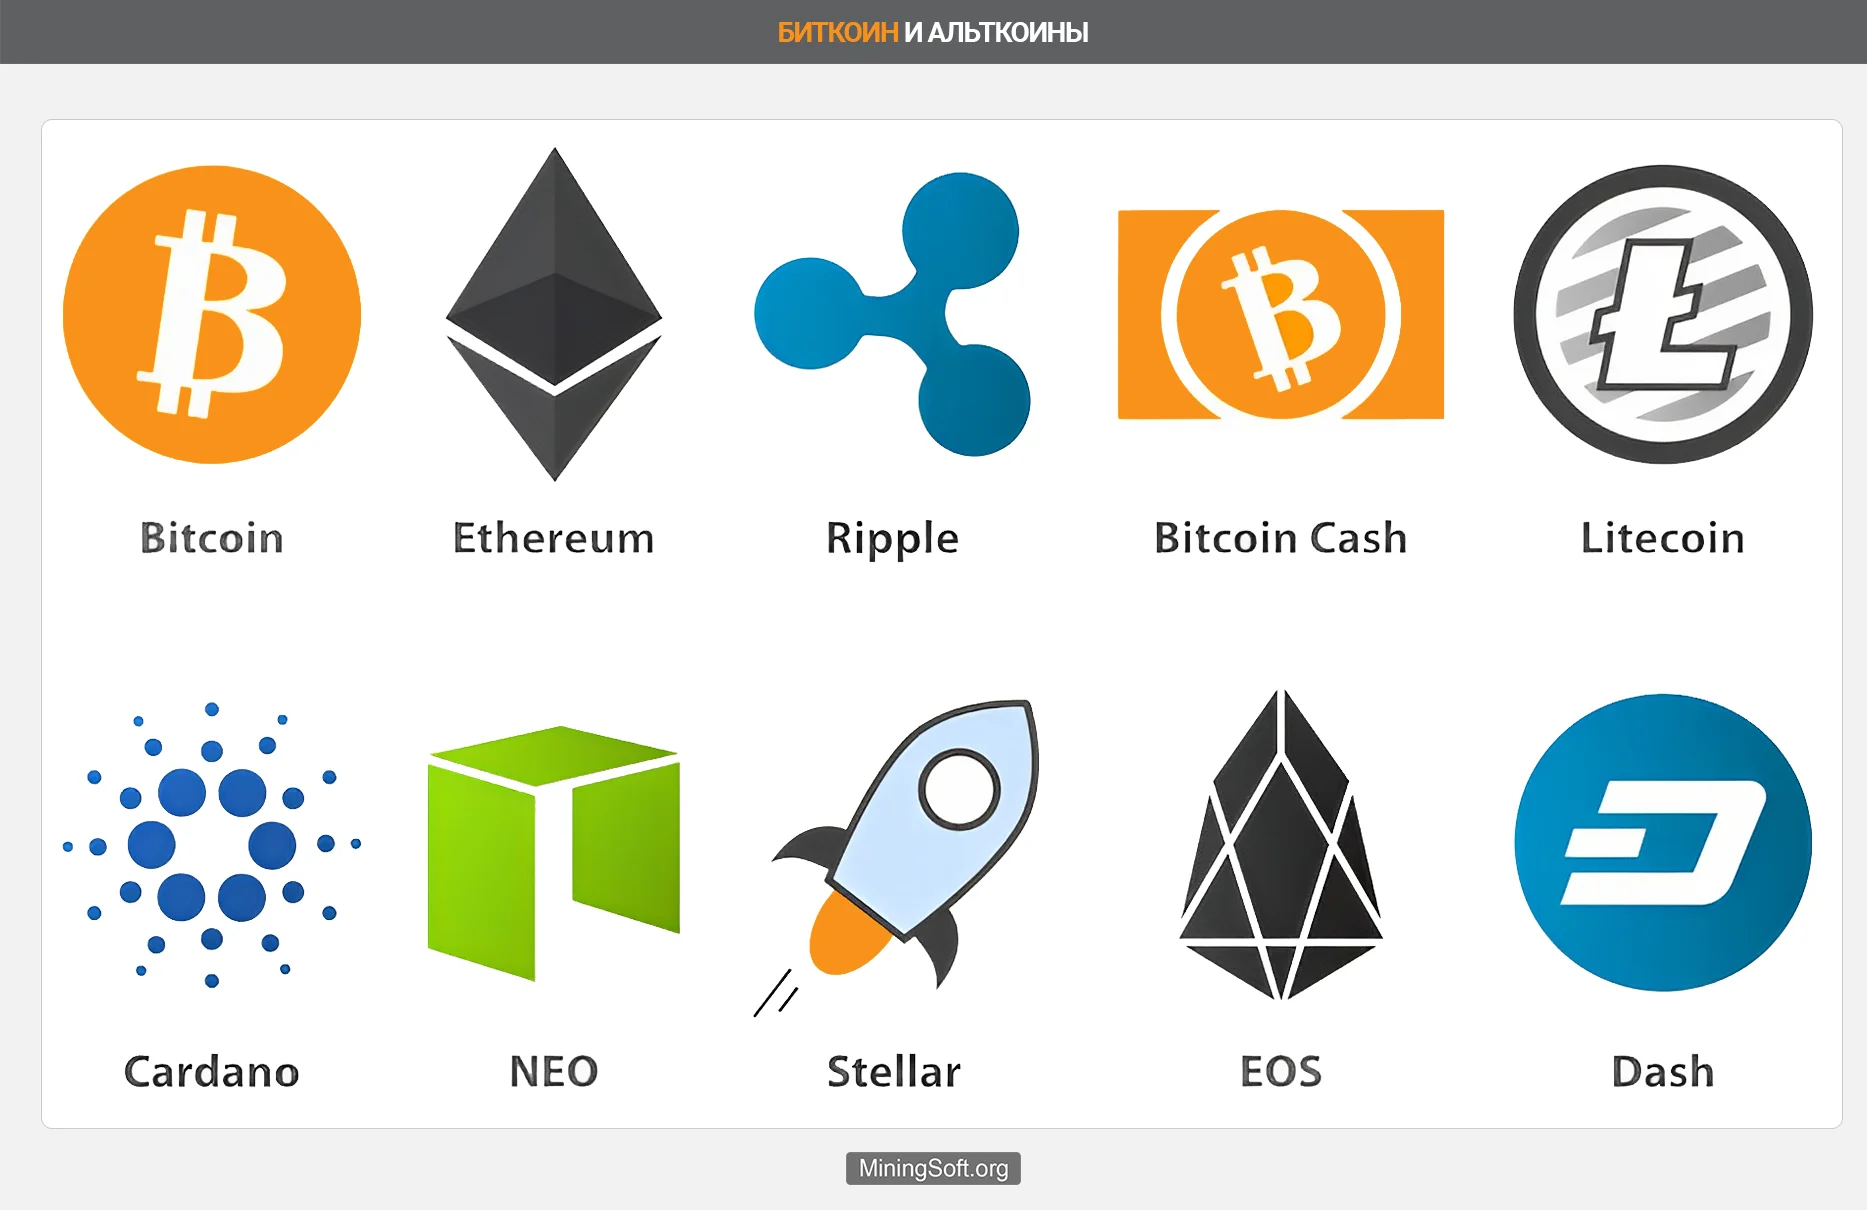 БИТКОИН И АЛЬТКОИНЫ
Bitcoin
Ethereum
Ripple
Bitcoin Cash
Litecoin
Cardano
NEO
Stellar
EOS
Dash
MiningSoft.org